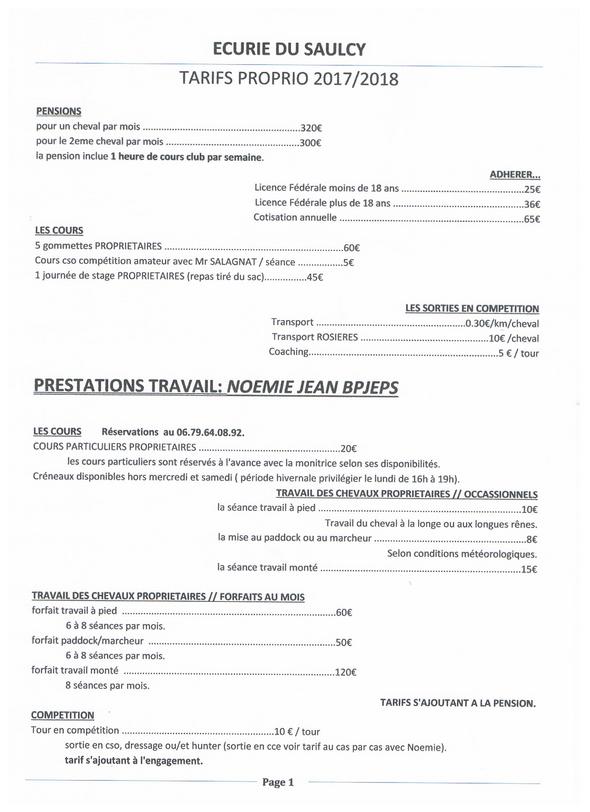 ECURIE DU SAULCY
TARIFS PROPRIO 2017/2018
PENSIONS
pour un cheval par mois ...........................................320€
pour le 2eme cheval par mois .....................................300€
la pension inclue 1 heure de cours club par semaine.
ADHERER...
Licence Fédérale moins de 18 ans .................................25€
Licence Fédérale plus de 18 ans ....................................36€
Cotisation annuelle ..................................................65€
LES COURS
5 gommettes PROPRIETAIRES .................................................60€
Cours cso compétition amateur avec Mr SALAGNAT / séance ............5€
1 journée de stage PROPRIETAIRES (repas tiré du sac)............45€
LES SORTIES EN COMPETITION
Transport .........................................0.30€/km/cheval
Transport ROSIERES ...................................10€ /cheval
Coaching....................................................5 € / tour
PRESTATIONS TRAVAIL: NOEMIE JEAN BPJEPS
LES COURS Réservations au 06.79.64.08.92.
COURS PARTICULIERS PROPRIETAIRES .......................................20€
les cours particuliers sont réservés à l'avance avec la monitrice selon ses disponibilités.
Créneaux disponibles hors mercredi et samedi ( période hivernale privilégier le lundi de 16h à 19h).
TRAVAIL DES CHEVAUX PROPRIETAIRES // OCCASSIONNELS
la séance travail à pied ........................................................10€
Travail du cheval à la longe ou aux longues rênes.
la mise au paddock ou au marcheur ..........................................8€
Selon conditions météorologiques.
la séance travail monté .......................................................15€
TRAVAIL DES CHEVAUX PROPRIETAIRES // FORFAITS AU MOIS
forfait travail à pied ...........................................................60€
6 à 8 séances par mois.
forfait paddock/marcheur ....................................................50€
6 à 8 séances par mois.
forfait travail monté ..........................................................120€
8 séances par mois.
TARIFS S'AJOUTANT A LA PENSION.
COMPETITION
Tour en compétition ..........................................10 € / tour
sortie en cso, dressage ou/et hunter (sortie en cce voir tarif au cas par cas avec Noemie).
tarif s'ajoutant à l'engagement.
Page 1